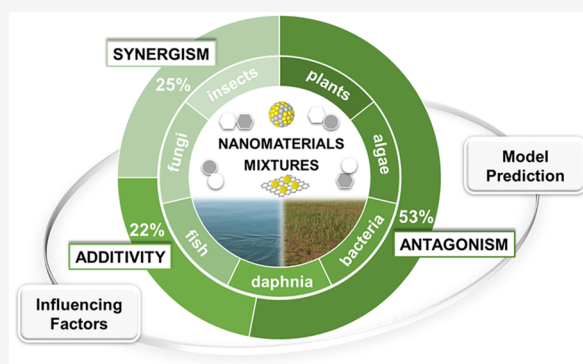 SYNERGISM
25%
insects
plants
fungi
algae
NANOMATERIALS
MIXTURES
Model
Prediction
22%
ADDITIVITY
fish
daphnia
bacteria
53%
ANTAGONISM
Influencing
Factors